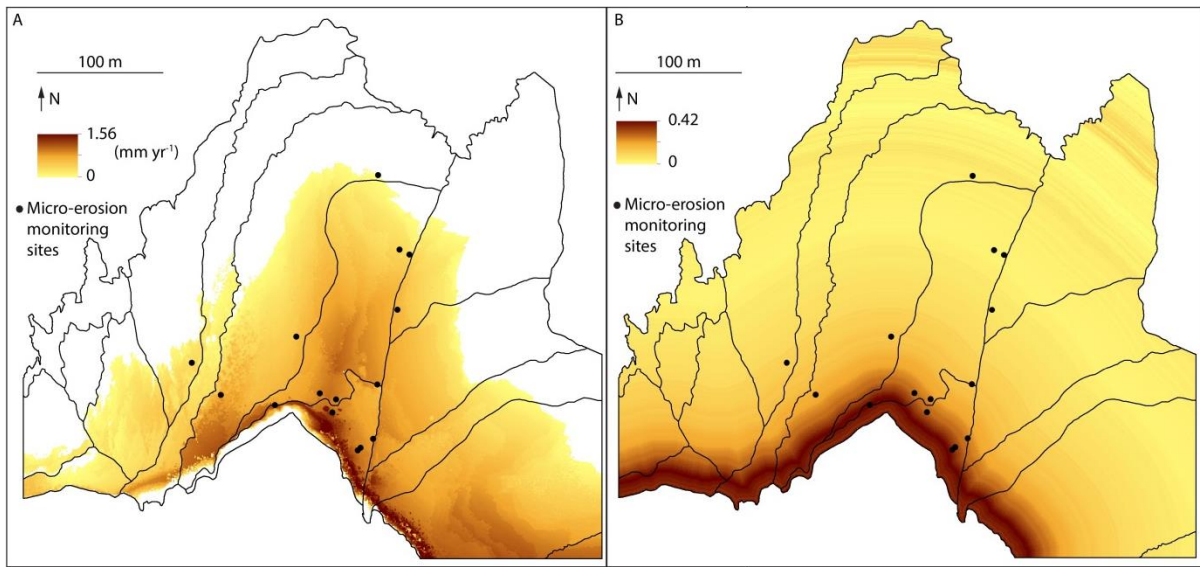 A
100 m
N
1.56
(mm yr⁻¹)
0
Micro-erosion
monitoring
sites
B
100 m
N
0.42
0
Micro-erosion
monitoring
sites